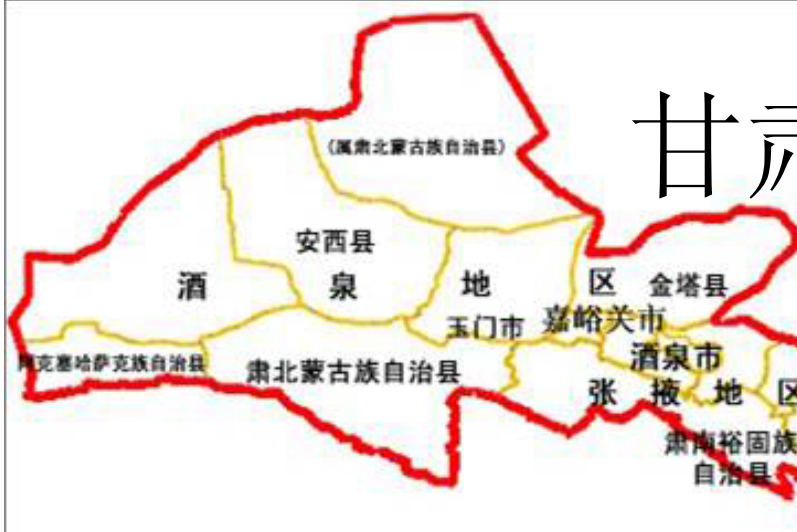 甘肃
(属肃北蒙古族自治县)
安西县
酒 泉 地 区
金塔县
玉门市
嘉峪关市
酒泉市
阿克塞哈萨克族自治县
肃北蒙古族自治县
张 掖 地 区
肃南裕固族
自治县